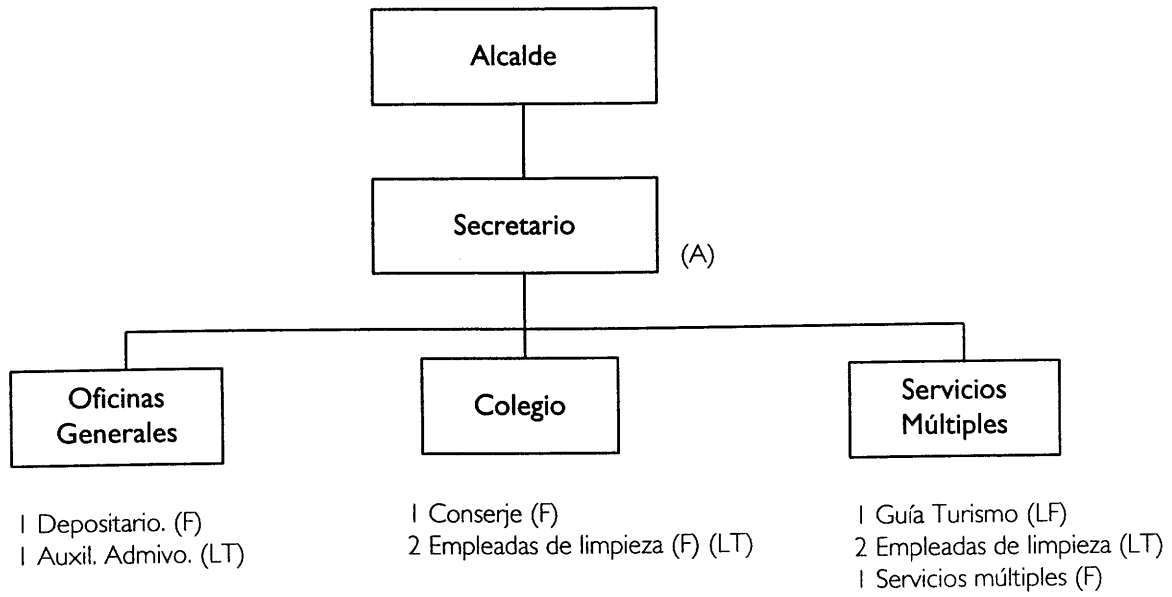 Alcalde
Secretario
(A)
Oficinas
Generales
Colegio
Servicios
Múltiples
1 Depositario. (F)
1 Auxil. Admivo. (LT)
1 Conserje (F)
2 Empleadas de limpieza (F) (LT)
1 Guía Turismo (LF)
2 Empleadas de limpieza (LT)
1 Servicios múltiples (F)